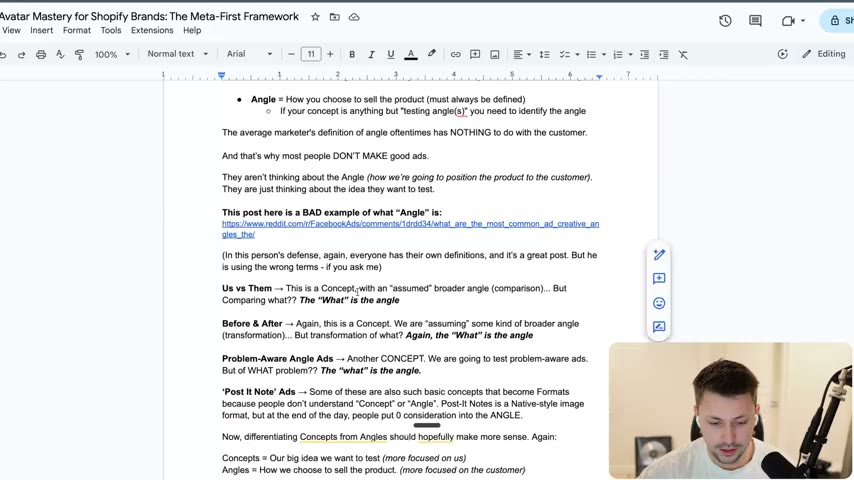 Avatar Mastery for Shopify Brands: The Meta-First Framework
View Insert Format Tools Extensions Help
100% Normal text Arial 11 Editing
1 1 2 3 4 5 6 7
Angle = How you choose to sell the product (must always be defined)
If your concept is anything but "testing angle(s)" you need to identify the angle
The average marketer's definition of angle oftentimes has NOTHING to do with the customer.
And that's why most people DON'T MAKE good ads.
They aren't thinking about the Angle (how we're going to position the product to the customer).
They are just thinking about the idea they want to test.
This post here is a BAD example of what "Angle" is:
https://www.reddit.com/r/FacebookAds/comments/1drdd34/what_are_the_most_common_ad_creative_an
gles_the/
(In this person's defense, again, everyone has their own definitions, and it's a great post. But he
is using the wrong terms - if you ask me)
Us vs Them → This is a Concept, with an "assumed" broader angle (comparison)... But
Comparing what?? The "What" is the angle
Before & After → Again, this is a Concept. We are "assuming" some kind of broader angle
(transformation)... But transformation of what? Again, the "What" is the angle
Problem-Aware Angle Ads → Another CONCEPT. We are going to test problem-aware ads.
But of WHAT problem?? The "what" is the angle.
'Post It Note' Ads → Some of these are also such basic concepts that become Formats
because people don't understand "Concept" or "Angle". Post-It Notes is a Native-style image
format, but at the end of the day, people put 0 consideration into the ANGLE.
Now, differentiating Concepts from Angles should hopefully make more sense. Again:
Concepts = Our big idea we want to test (more focused on us)
Angles = How we choose to sell the product. (more focused on the customer)